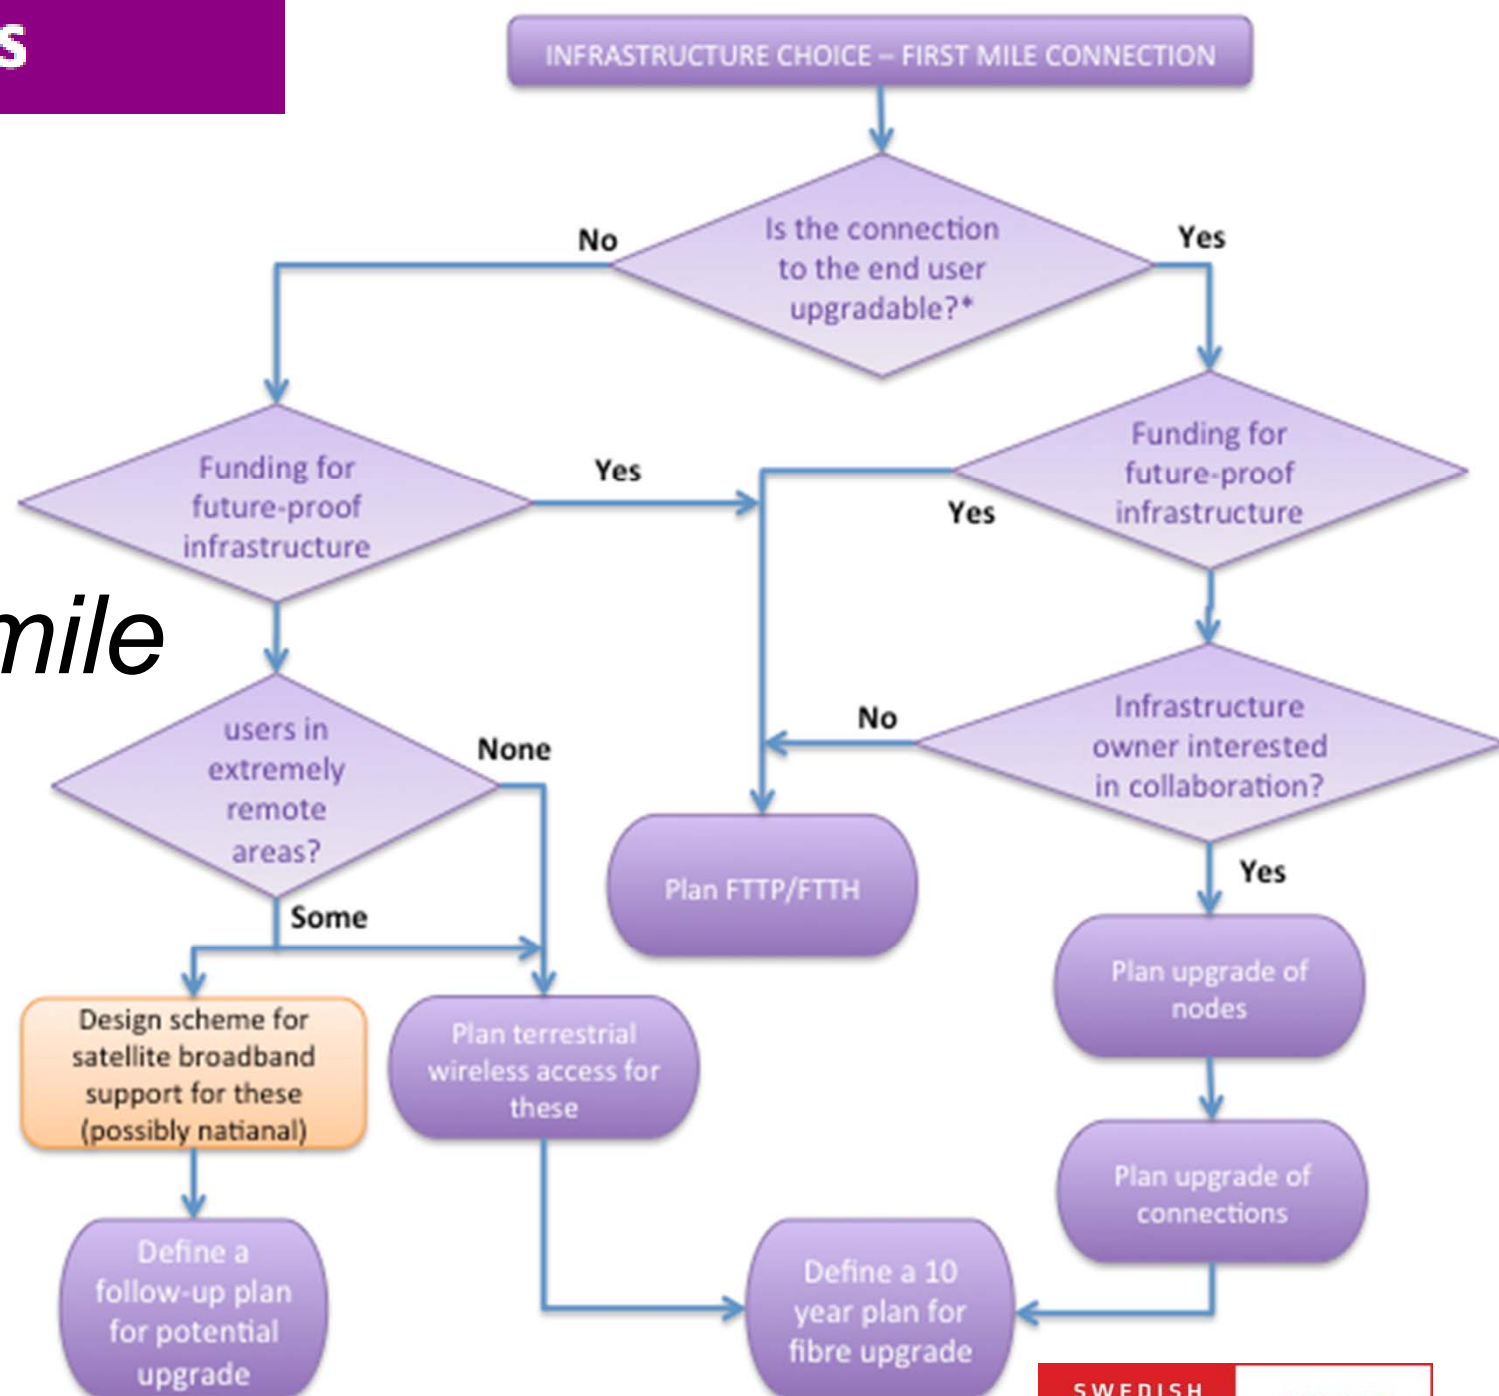 s
INFRASTRUCTURE CHOICE – FIRST MILE CONNECTION
No
Is the connection
to the end user
upgradable?*
Yes
Funding for
future-proof
infrastructure
Yes
Yes
Funding for
future-proof
infrastructure
mile
users in
extremely
remote
areas?
None
Some
No
Infrastructure
owner interested
in collaboration?
Yes
Plan FTTP/FTTH
Plan upgrade of
nodes
Design scheme for
satellite broadband
support for these
(possibly natianal)
Plan terrestrial
wireless access for
these
Plan upgrade of
connections
Define a
follow-up plan
for potential
upgrade
Define a 10
year plan for
fibre upgrade
SWEDISH